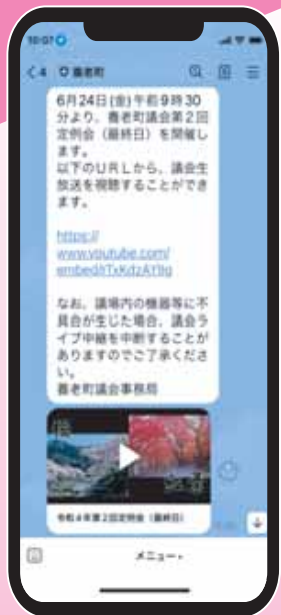 10:07
4 養老町
6月24日(金)午前9時30
分より、養老町議会第2回
定例会（最終日）を開催し
ます。
以下のURLから、議会生
放送を視聴することができ
ます。
https://
www.youtube.com/
なお、議場内の機器等に不
具合が生じた場合、議会ラ
イブ中継を中断することが
ありますのでご了承くださ
い。
養老町議会事務局
令和4年第2回定例会（最終日）
メニュー